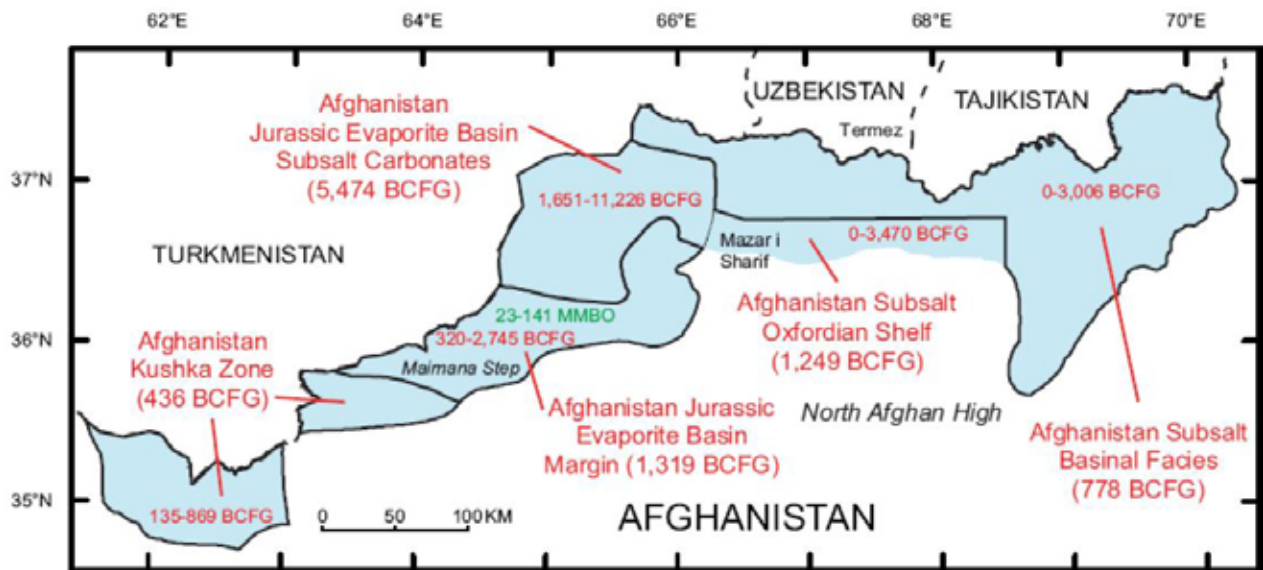 62°E 64°E 66°E 68°E 70°E
UZBEKISTAN
TAJIKISTAN
Termez
Afghanistan
Jurassic Evaporite Basin
Subsalt Carbonates
(5,474 BCFG)
37°N
1,651-11,226 BCFG
0-3,006 BCFG
TURKMENISTAN
Mazar i
Sharif
0-3,470 BCFG
Afghanistan Subsalt
Oxfordian Shelf
(1,249 BCFG)
36°N
23-141 MMBO
320-2,745 BCFG
Maimana Step
Afghanistan
Kushka Zone
(436 BCFG)
Afghanistan Jurassic
Evaporite Basin
Margin (1,319 BCFG)
North Afghan High
Afghanistan Subsalt
Basinal Facies
(778 BCFG)
35°N
135-869 BCFG
0 50 100 KM
AFGHANISTAN